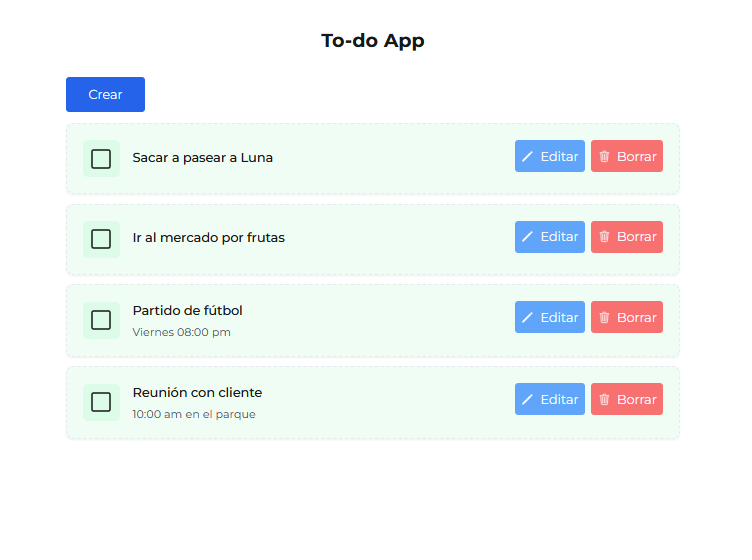 To-do App
Crear
Sacar a pasear a Luna
Editar
Borrar
Ir al mercado por frutas
Editar
Borrar
Partido de fútbol
Viernes 08:00 pm
Editar
Borrar
Reunión con cliente
10:00 am en el parque
Editar
Borrar